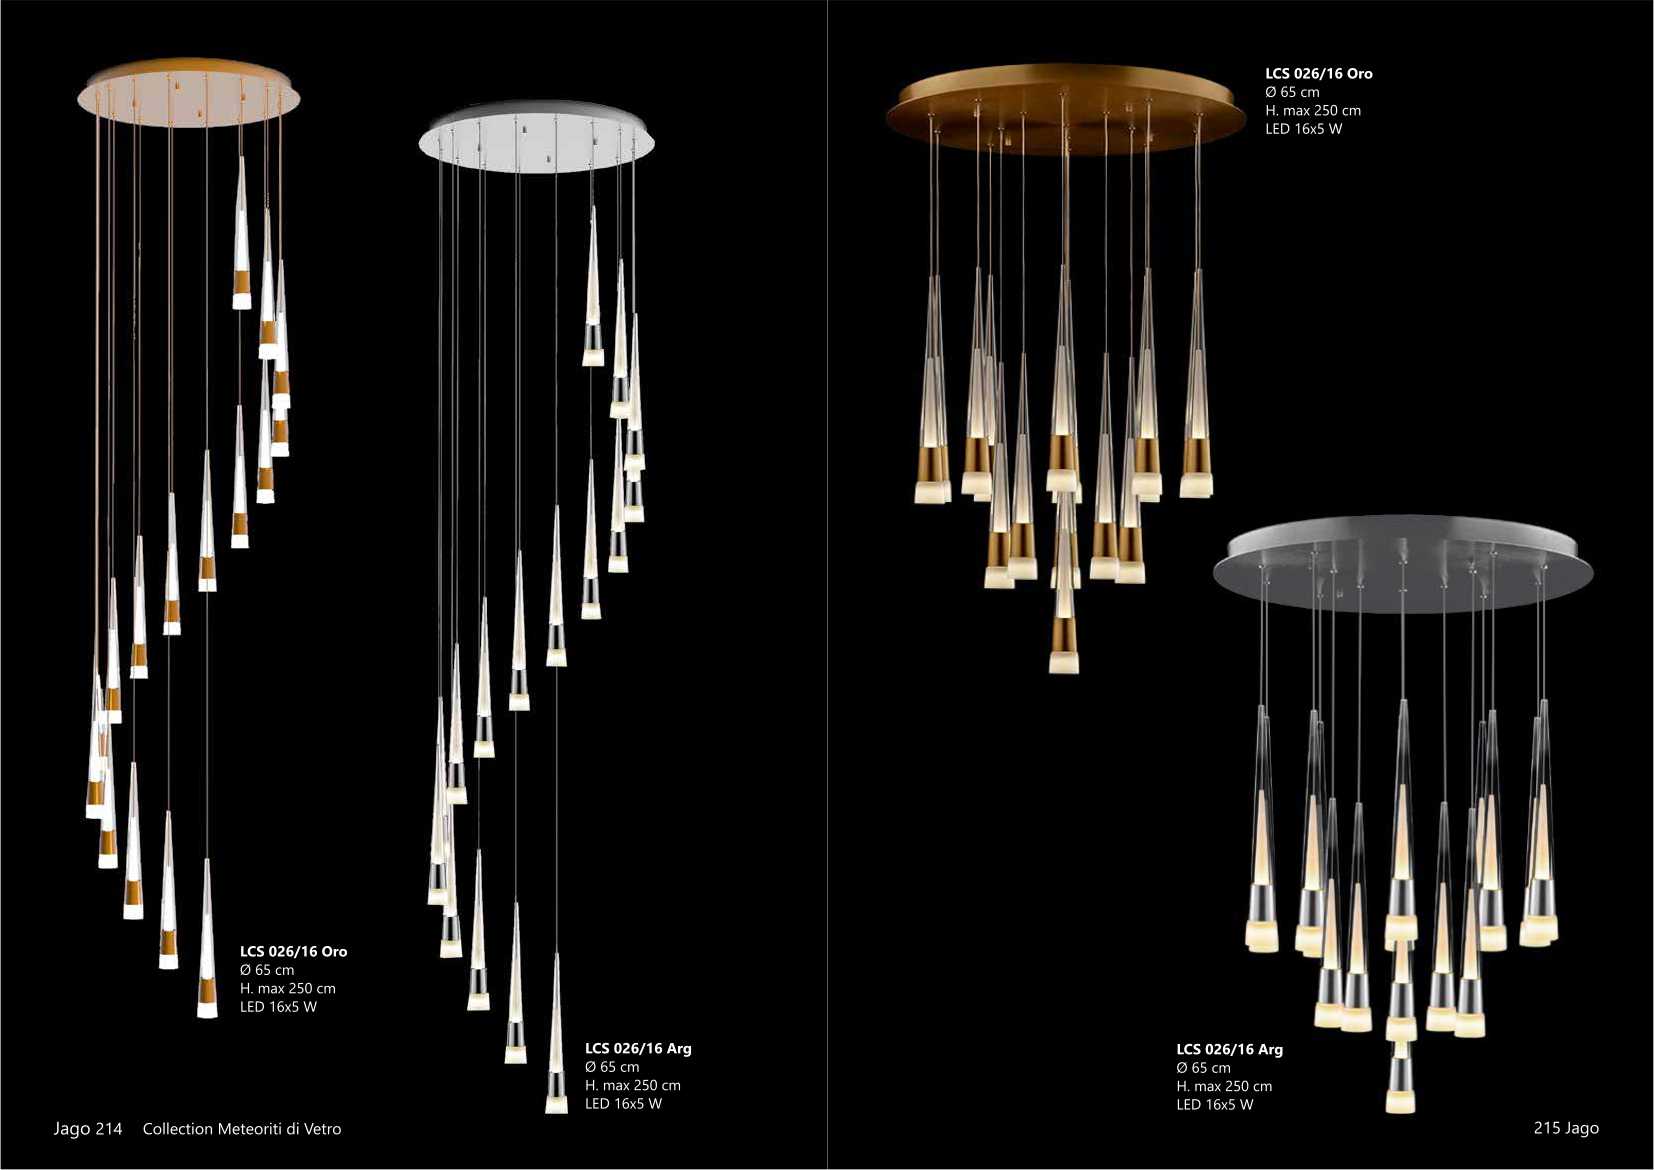 LCS 026/16 Oro
Ø 65 cm
H. max 250 cm
LED 16x5 W
LCS 026/16 Arg
Ø 65 cm
H. max 250 cm
LED 16x5 W
Jago 214 Collection Meteoriti di Vetro
LCS 026/16 Oro
Ø 65 cm
H. max 250 cm
LED 16x5 W
LCS 026/16 Arg
Ø 65 cm
H. max 250 cm
LED 16x5 W
215 Jago